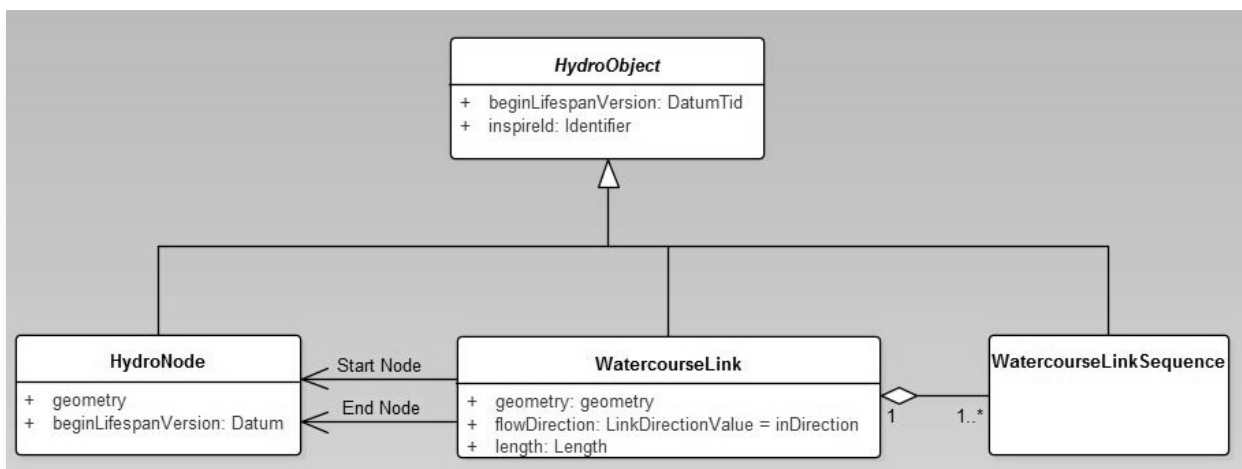 HydroObject
+ beginLifespanVersion: DatumTid
+ inspireId: Identifier
HydroNode
+ geometry
+ beginLifespanVersion: Datum
Start Node
End Node
WatercourseLink
+ geometry: geometry
+ flowDirection: LinkDirectionValue = inDirection
+ length: Length
1
1..*
WatercourseLinkSequence